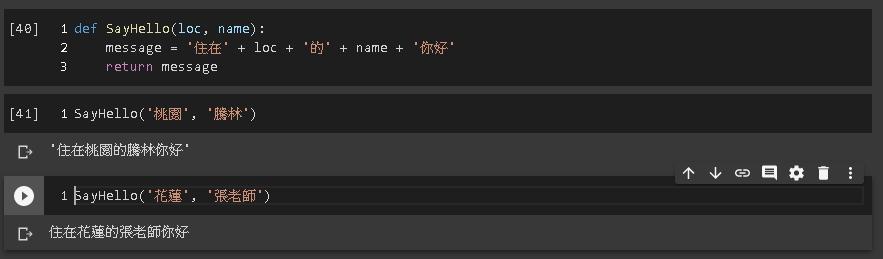 [40] 1 def SayHello(loc, name):
2 message = '住在' + loc + '的' + name + '你好'
3 return message
[41] 1 SayHello('桃園', '騰林')
'住在桃園的騰林你好'
1 SayHello('花蓮', '張老師')
住在花蓮的張老師你好